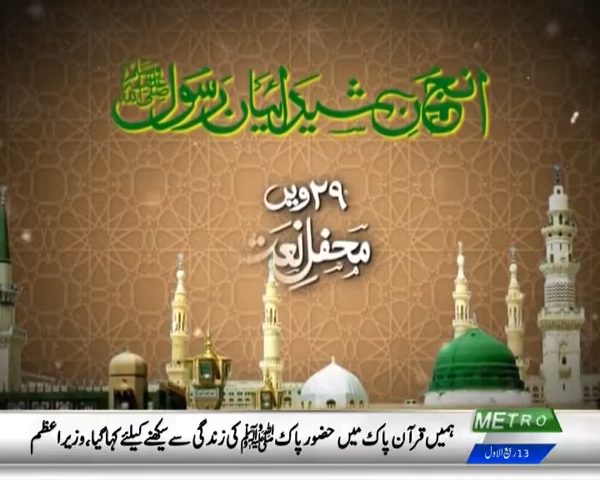 انجمنِ شیدائیانِ رسول ﷺ
۲۹ ویں
محفلِ نعت
METRO
ہمیں قرآن پاک میں حضور پاک ﷺ کی زندگی سے سیکھنے کیلئے کہا گیا، وزیراعظم
13 ربیع الاول